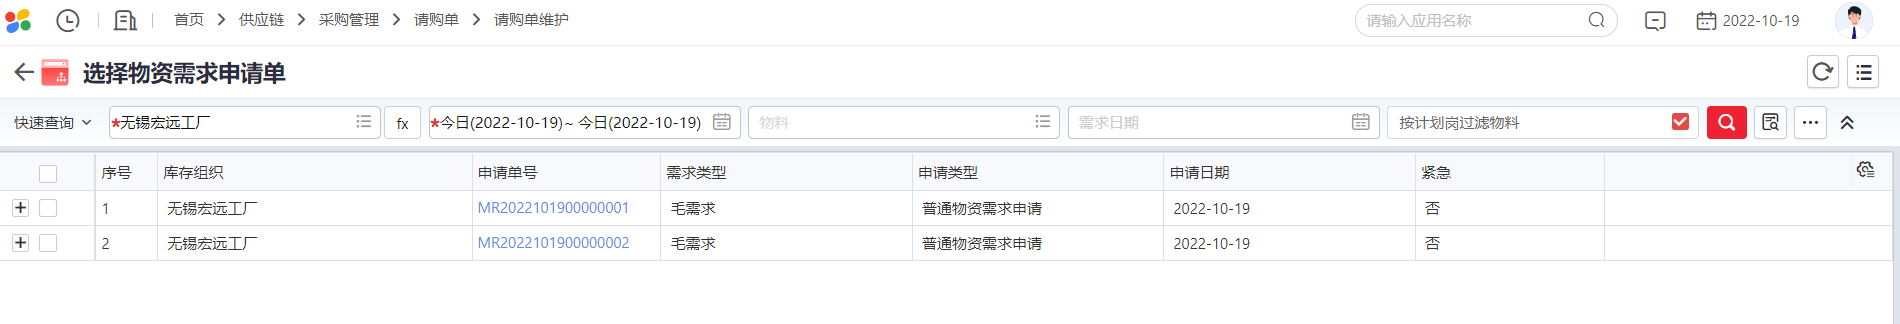 首页 供应链 采购管理 请购单 请购单维护 请输入应用名称 2022-10-19
选择物资需求申请单
快速查询 *无锡宏远工厂 fx *今日(2022-10-19)~ 今日(2022-10-19) 物料 需求日期 按计划岗过滤物料
序号 库存组织 申请单号 需求类型 申请类型 申请日期 紧急
1 无锡宏远工厂 MR2022101900000001 毛需求 普通物资需求申请 2022-10-19 否
2 无锡宏远工厂 MR2022101900000002 毛需求 普通物资需求申请 2022-10-19 否